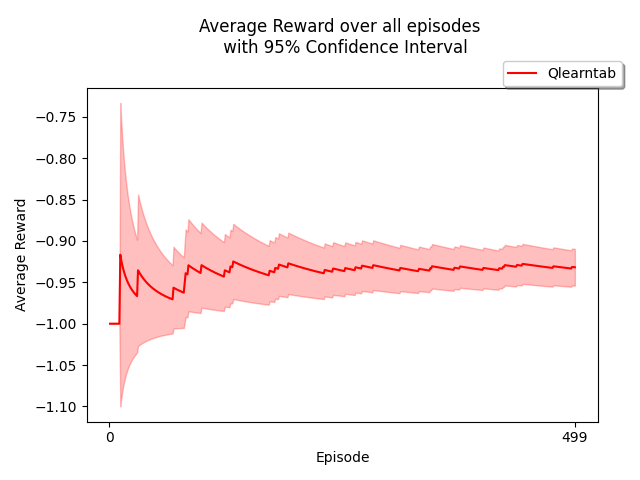 Average Reward over all episodes
with 95% Confidence Interval
Qlearntab
−0.75
−0.80
−0.85
−0.90
−0.95
−1.00
−1.05
−1.10
Average Reward
0
499
Episode